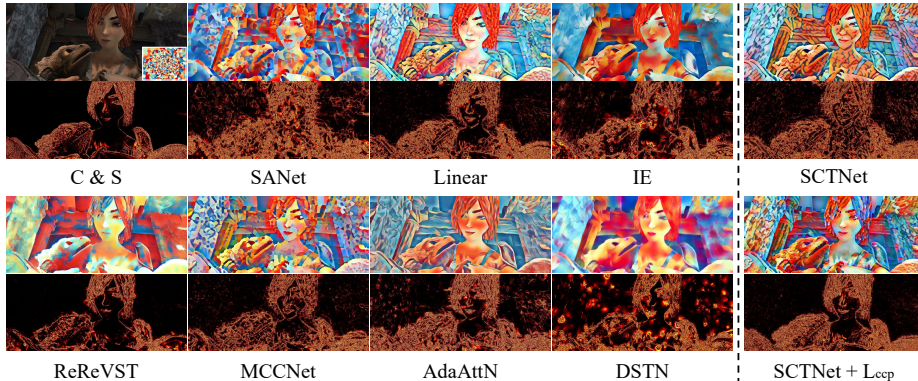 C & S
SANet
Linear
IE
SCTNet
ReReVST
MCCNet
AdaAttN
DSTN
SCTNet + Lccp